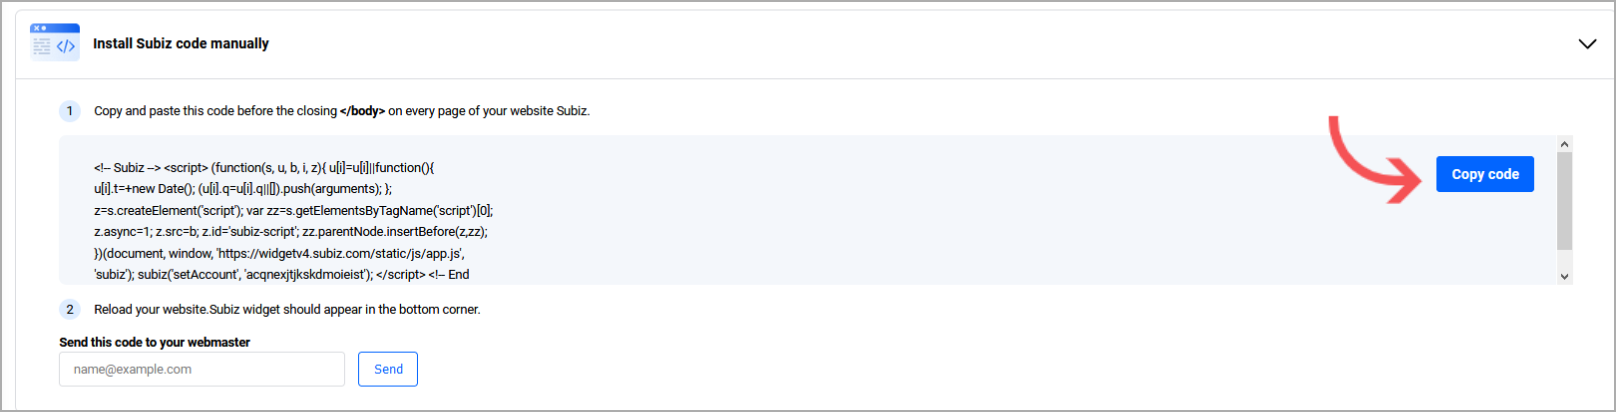 Install Subiz code manually
1 Copy and paste this code before the closing </body> on every page of your website Subiz.
<!-- Subiz --> <script> (function(s, u, b, i, z){ u[i]=u[i]||function(){
u[i].t=+new Date(); (u[i].q=u[i].q||[]).push(arguments); };
z=s.createElement('script'); var zz=s.getElementsByTagName('script')[0];
z.async=1; z.src=b; z.id='subiz-script'; zz.parentNode.insertBefore(z,zz);
})(document, window, 'https://widgetv4.subiz.com/static/js/app.js',
'subiz'); subiz('setAccount', 'acqnexjtjkskdmoieist'); </script> <!-- End
Copy code
2 Reload your website.Subiz widget should appear in the bottom corner.
Send this code to your webmaster
name@example.com
Send